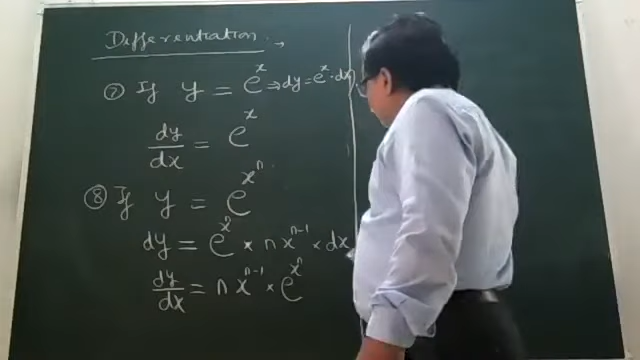 Differentiation :→
⑦ If y = e^x ⇒ dy = e^x · dx
dy/dx = e^x
⑧ If y = e^x^n.
dy = e^x^n * n x^n-1 * dx
dy/dx = n x^n-1 * e^x^n